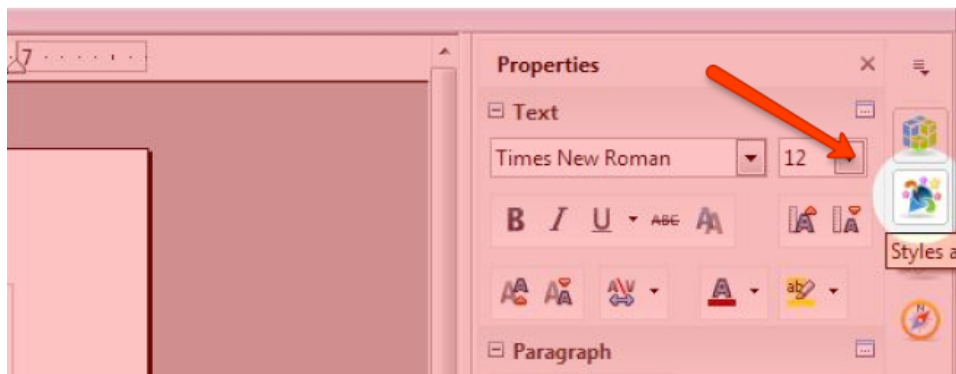 7
Properties
Text
Times New Roman 12
B I U ABC A
Styles a
Paragraph